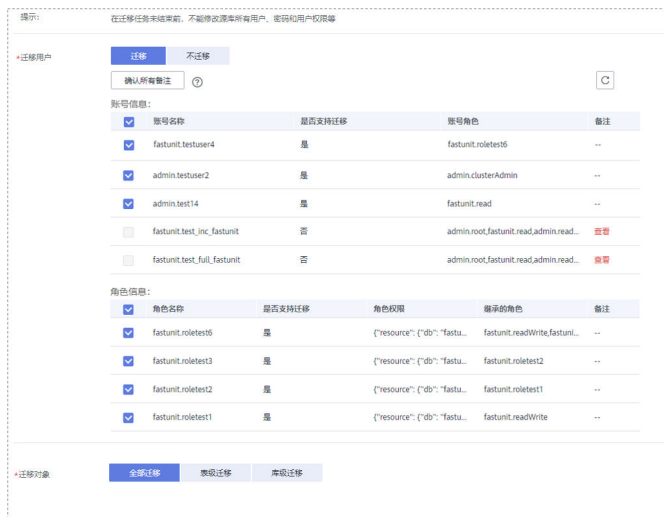 提示: 在迁移任务未结束前，不能修改源库所有用户、密码和用户权限等
*迁移用户 迁移 不迁移
确认所有备注
账号信息:
账号名称 是否支持迁移 账号角色 备注
fastunit.testuser4 是 fastunit.roletest6 --
admin.testuser2 是 admin.clusterAdmin --
admin.test14 是 fastunit.read --
fastunit.test_inc_fastunit 否 admin.root,fastunit.read,admin.read... 查看
fastunit.test_full_fastunit 否 admin.root,fastunit.read,admin.read... 查看
角色信息:
角色名称 是否支持迁移 角色权限 继承的角色 备注
fastunit.roletest6 是 {"resource": {"db": "fastu... fastunit.readWrite,fastuni... --
fastunit.roletest3 是 {"resource": {"db": "fastu... fastunit.roletest2 --
fastunit.roletest2 是 {"resource": {"db": "fastu... fastunit.roletest1 --
fastunit.roletest1 是 {"resource": {"db": "fastu... fastunit.readWrite --
*迁移对象 全部迁移 表级迁移 库级迁移